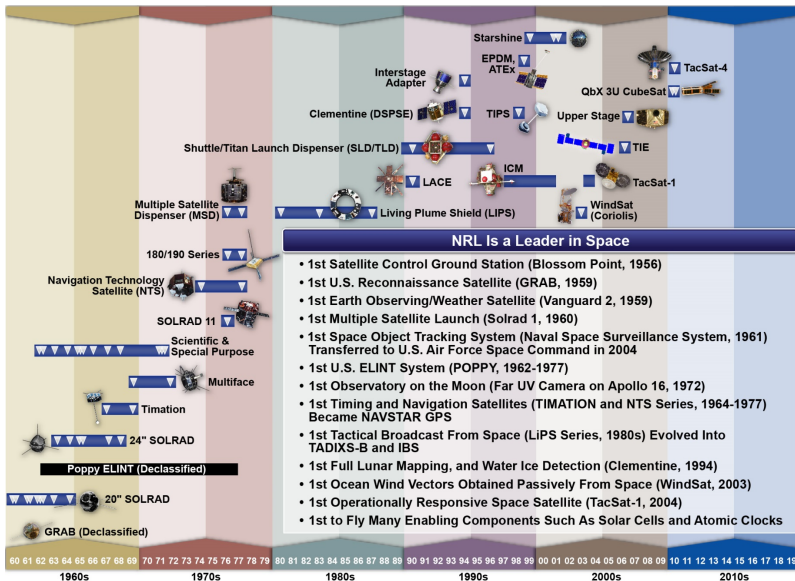 Starshine
EPDM,
ATEx
TacSat-4
Interstage
Adapter
QbX 3U CubeSat
Clementine (DSPSE)
TIPS
Upper Stage
Shuttle/Titan Launch Dispenser (SLD/TLD)
TIE
ICM
LACE
TacSat-1
Multiple Satellite
Dispenser (MSD)
Living Plume Shield (LIPS)
WindSat
(Coriolis)
NRL Is a Leader in Space
180/190 Series
Navigation Technology
Satellite (NTS)
SOLRAD 11
Scientific &
Special Purpose
Multiface
Timation
24" SOLRAD
Poppy ELINT (Declassified)
20" SOLRAD
GRAB (Declassified)
• 1st Satellite Control Ground Station (Blossom Point, 1956)
• 1st U.S. Reconnaissance Satellite (GRAB, 1959)
• 1st Earth Observing/Weather Satellite (Vanguard 2, 1959)
• 1st Multiple Satellite Launch (Solrad 1, 1960)
• 1st Space Object Tracking System (Naval Space Surveillance System, 1961)
Transferred to U.S. Air Force Space Command in 2004
• 1st U.S. ELINT System (POPPY, 1962-1977)
• 1st Observatory on the Moon (Far UV Camera on Apollo 16, 1972)
• 1st Timing and Navigation Satellites (TIMATION and NTS Series, 1964-1977)
Became NAVSTAR GPS
• 1st Tactical Broadcast From Space (LiPS Series, 1980s) Evolved Into
TADIXS-B and IBS
• 1st Full Lunar Mapping, and Water Ice Detection (Clementine, 1994)
• 1st Ocean Wind Vectors Obtained Passively From Space (WindSat, 2003)
• 1st Operationally Responsive Space Satellite (TacSat-1, 2004)
• 1st to Fly Many Enabling Components Such As Solar Cells and Atomic Clocks
60 61 62 63 64 65 66 67 68 69 70 71 72 73 74 75 76 77 78 79 80 81 82 83 84 85 86 87 88 89 90 91 92 93 94 95 96 97 98 99 00 01 02 03 04 05 06 07 08 09 10 11 12 13 14 15 16 17 18 19
1960s 1970s 1980s 1990s 2000s 2010s